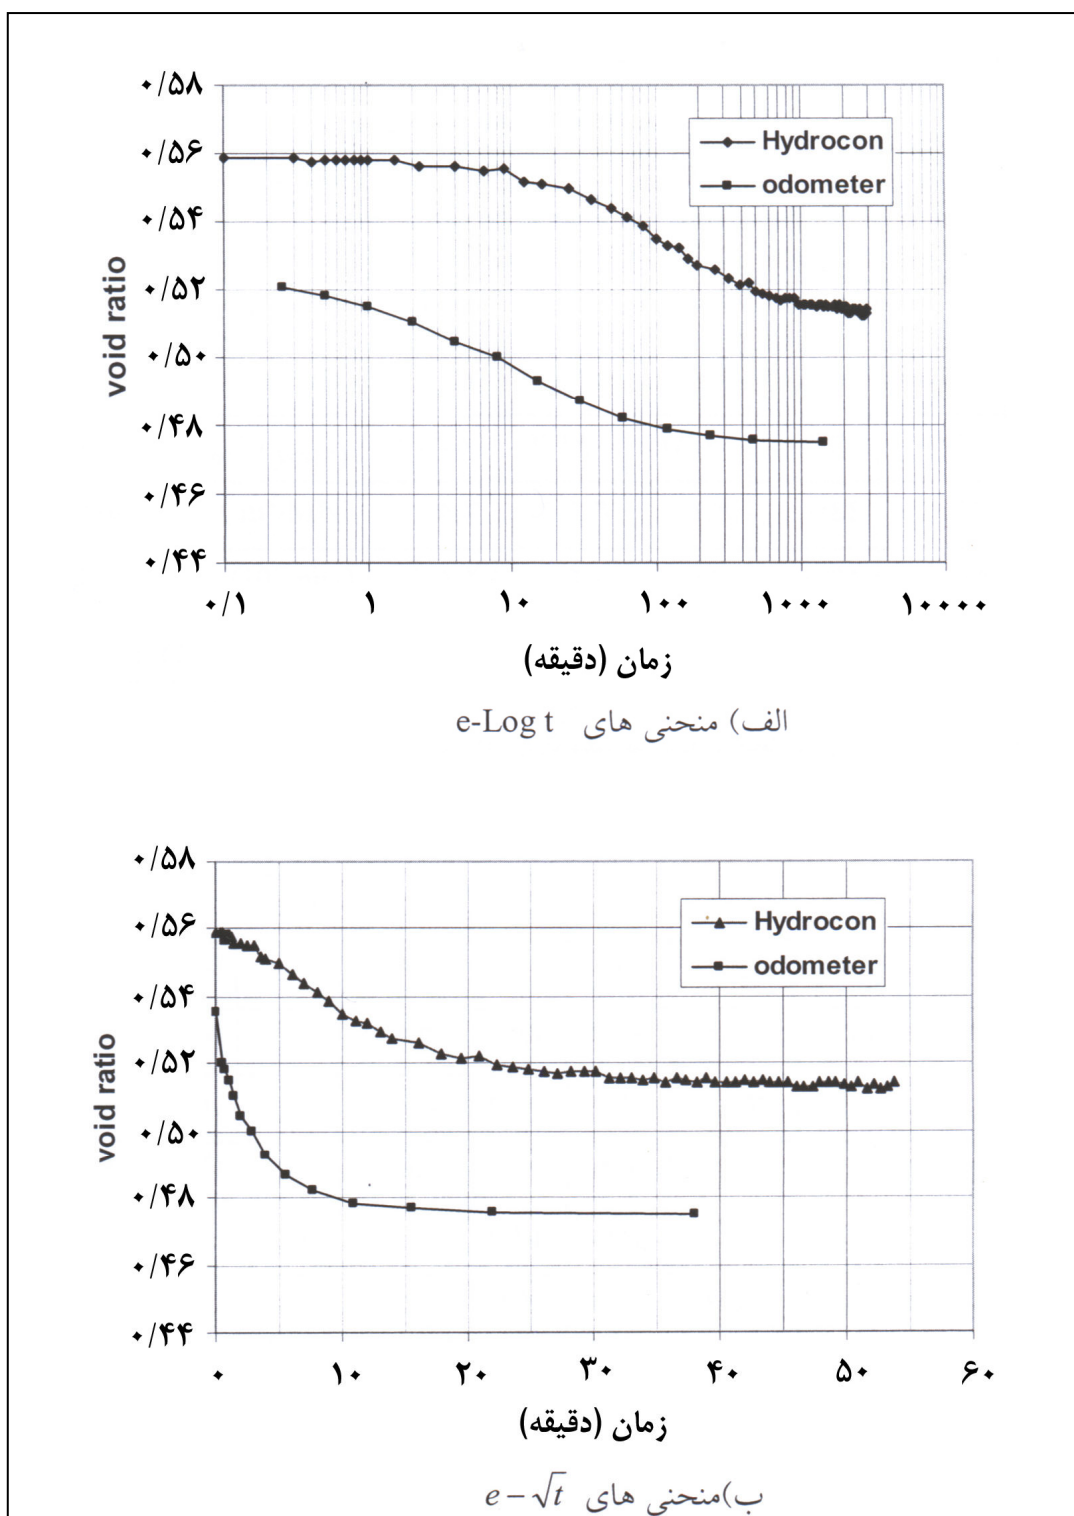 ۰/۵۸
۰/۵۶
۰/۵۴
۰/۵۲
۰/۵۰
۰/۴۸
۰/۴۶
۰/۴۴
void ratio
Hydrocon
odometer
۰/۱ ۱ ۱۰ ۱۰۰ ۱۰۰۰ ۱۰۰۰۰
زمان (دقیقه)
الف) منحنی های e-Log t
۰/۵۸
۰/۵۶
۰/۵۴
۰/۵۲
۰/۵۰
۰/۴۸
۰/۴۶
۰/۴۴
void ratio
Hydrocon
odometer
۰ ۱۰ ۲۰ ۳۰ ۴۰ ۵۰ ۶۰
زمان (دقیقه)
ب)منحنی های e – √t